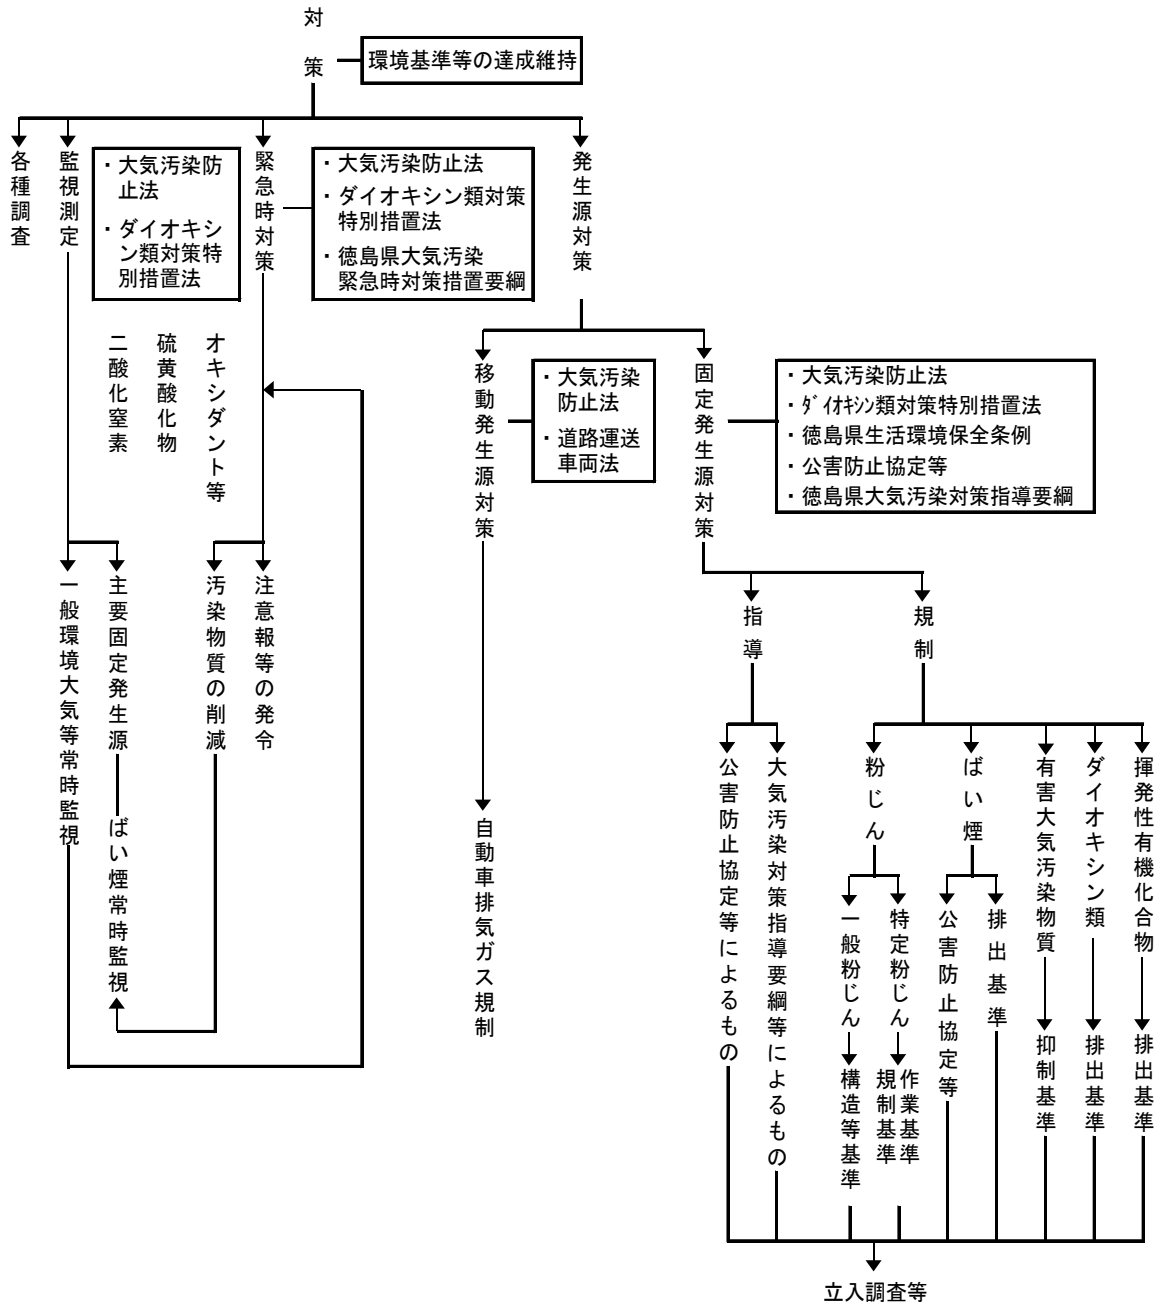 対策
環境基準等の達成維持
各種調査
監視測定
・大気汚染防
止法
・ダイオキシ
ン類対策特
別措置法
緊急時対策
・大気汚染防止法
・ダイオキシン類対策
特別措置法
・徳島県大気汚染
緊急時対策措置要綱
発生源対策
二酸化窒素
硫黄酸化物
オキシダント等
移動発生源対策
・大気汚染
防止法
・道路運送
車両法
固定発生源対策
・大気汚染防止法
・ダイオキシン類対策特別措置法
・徳島県生活環境保全条例
・公害防止協定等
・徳島県大気汚染対策指導要綱
一般環境大気等常時監視
主要固定発生源
ばい煙常時監視
汚染物質の削減
注意報等の発令
自動車排気ガス規制
指導
規制
公害防止協定等によるもの
大気汚染対策指導要綱等によるもの
粉じん
ばい煙
有害大気汚染物質
ダイオキシン類
揮発性有機化合物
一般粉じん
特定粉じん
公害防止協定等
排出基準
構造等基準
作業基準
規制基準
抑制基準
排出基準
排出基準
立入調査等